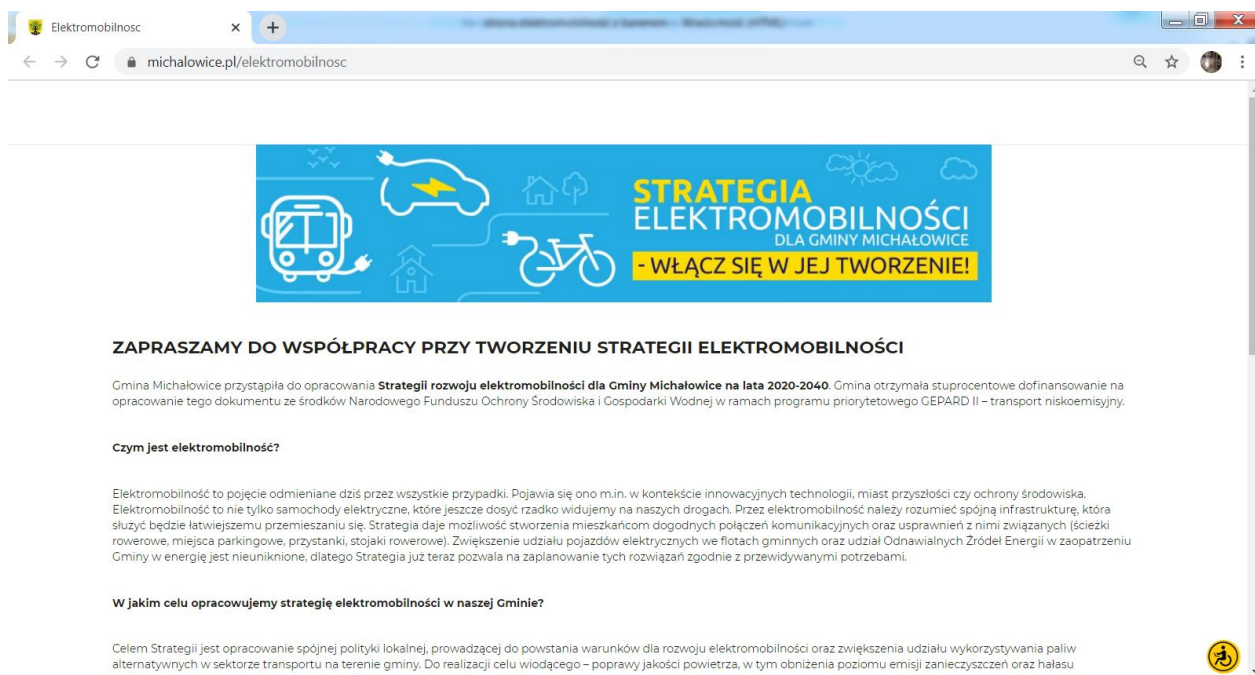 Elektromobilnosc
michalowice.pl/elektromobilnosc
STRATEGIA
ELEKTROMOBILNOŚCI
DLA GMINY MICHAŁOWICE
- WŁĄCZ SIĘ W JEJ TWORZENIE!
ZAPRASZAMY DO WSPÓŁPRACY PRZY TWORZENIU STRATEGII ELEKTROMOBILNOŚCI
Gmina Michałowice przystąpiła do opracowania Strategii rozwoju elektromobilności dla Gminy Michałowice na lata 2020-2040. Gmina otrzymała stuprocentowe dofinansowanie na
opracowanie tego dokumentu ze środków Narodowego Funduszu Ochrony Środowiska i Gospodarki Wodnej w ramach programu priorytetowego GEPARD II – transport niskoemisyjny.
Czym jest elektromobilność?
Elektromobilność to pojęcie odmieniane dziś przez wszystkie przypadki. Pojawia się ono m.in. w kontekście innowacyjnych technologii, miast przyszłości czy ochrony środowiska.
Elektromobilność to nie tylko samochody elektryczne, które jeszcze dosyć rzadko widujemy na naszych drogach. Przez elektromobilność należy rozumieć spójną infrastrukturę, która
służyć będzie łatwiejszemu przemieszaniu się. Strategia daje możliwość stworzenia mieszkańcom dogodnych połączeń komunikacyjnych oraz usprawnień z nimi związanych (ścieżki
rowerowe, miejsca parkingowe, przystanki, stojaki rowerowe). Zwiększenie udziału pojazdów elektrycznych we flotach gminnych oraz udział Odnawialnych Źródeł Energii w zaopatrzeniu
Gminy w energię jest nieuniknione, dlatego Strategia już teraz pozwala na zaplanowanie tych rozwiązań zgodnie z przewidywanymi potrzebami.
W jakim celu opracowujemy strategię elektromobilności w naszej Gminie?
Celem Strategii jest opracowanie spójnej polityki lokalnej, prowadzącej do powstania warunków dla rozwoju elektromobilności oraz zwiększenia udziału wykorzystywania paliw
alternatywnych w sektorze transportu na terenie gminy. Do realizacji celu wiodącego – poprawy jakości powietrza, w tym obniżenia poziomu emisji zanieczyszczeń oraz hałasu